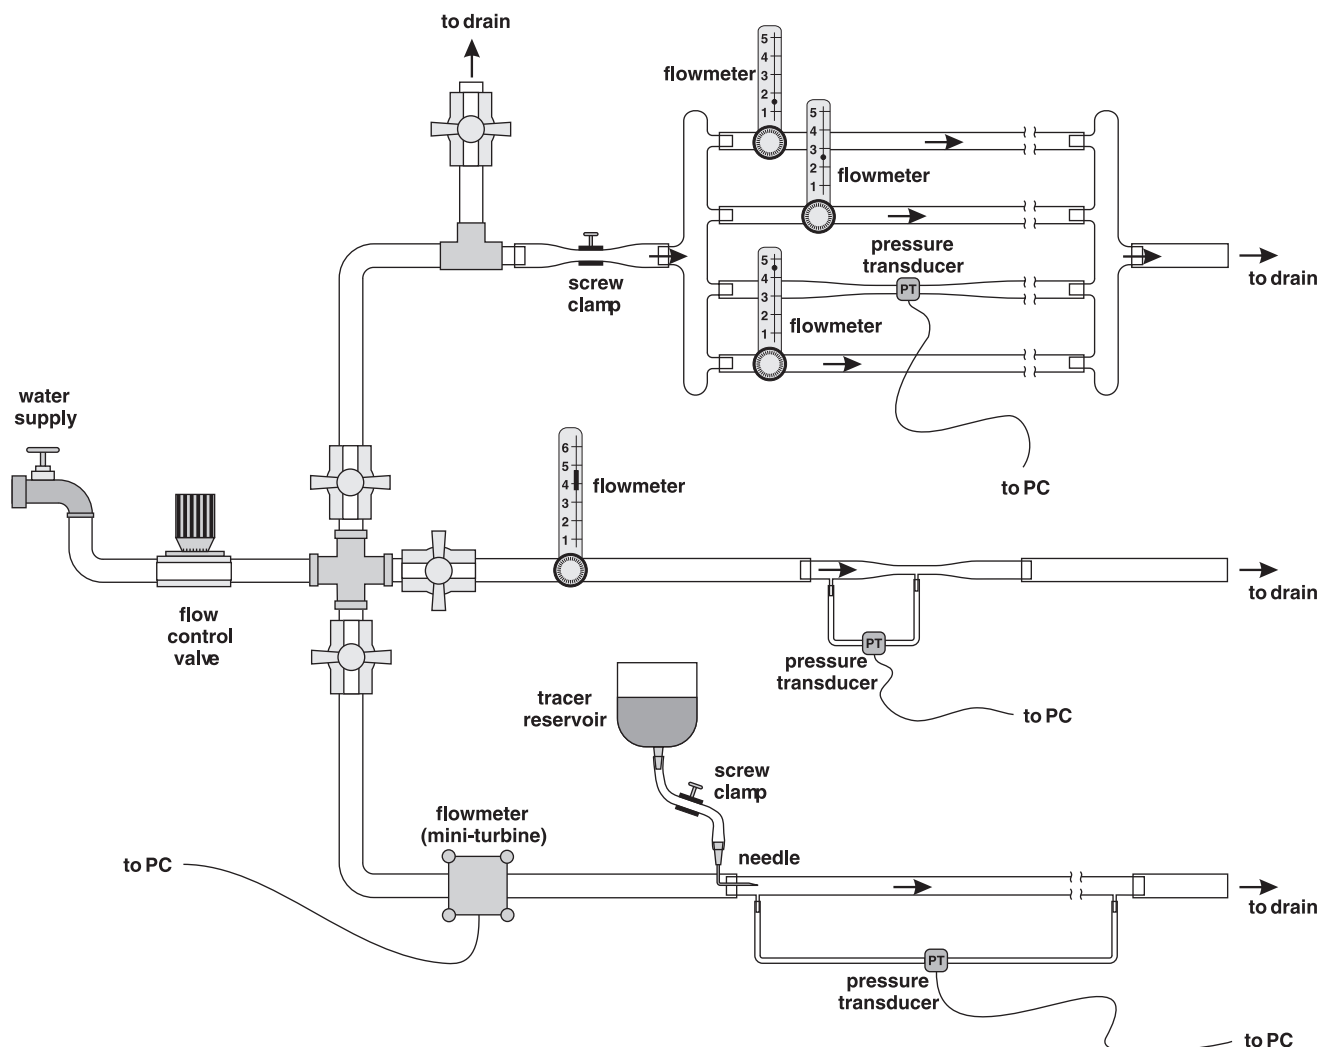 to drain
5
4
3
2
1
flowmeter
5
4
3
2
1
flowmeter
pressure
transducer
PT
screw
clamp
to drain
5
4
3
2
1
flowmeter
to PC
water
supply
6
5
4
3
2
1
flowmeter
flow
control
valve
to drain
PT
pressure
transducer
to PC
tracer
reservoir
screw
clamp
needle
flowmeter
(mini-turbine)
to PC
to drain
PT
pressure
transducer
to PC